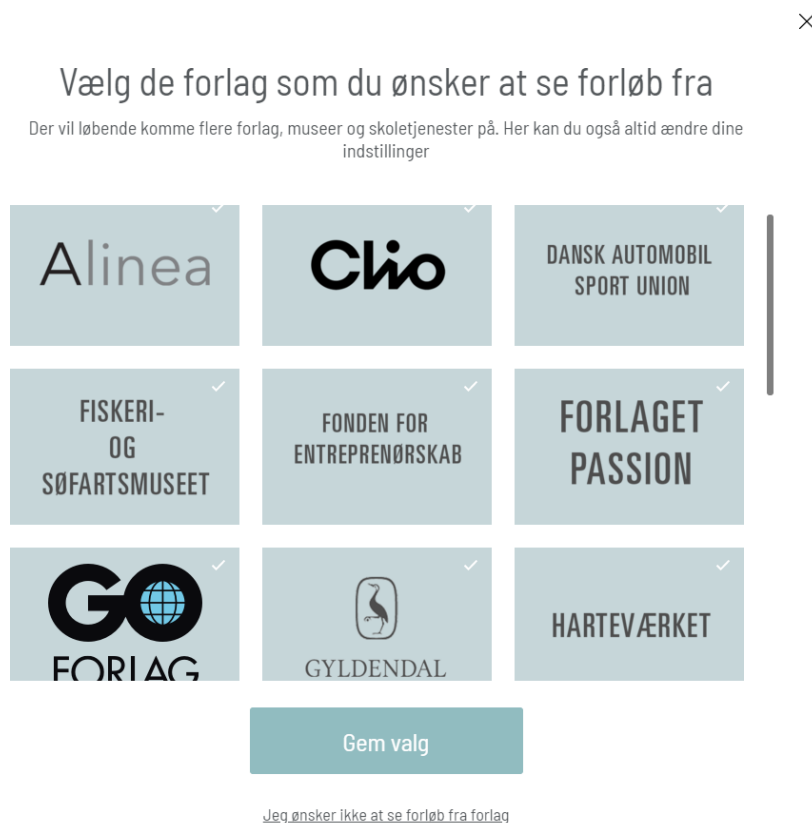 Vælg de forlag som du ønsker at se forløb fra
Der vil løbende komme flere forlag, museer og skoletjenester på. Her kan du også altid ændre dine
indstillinger
Alinea
Clio
DANSK AUTOMOBIL
SPORT UNION
FISKERI-
OG
SØFARTSMUSEET
FONDEN FOR
ENTREPRENØRSKAB
FORLAGET
PASSION
GO
FORLAG
GYLDENDAL
HARTEVÆRKET
Gem valg
Jeg ønsker ikke at se forløb fra forlag